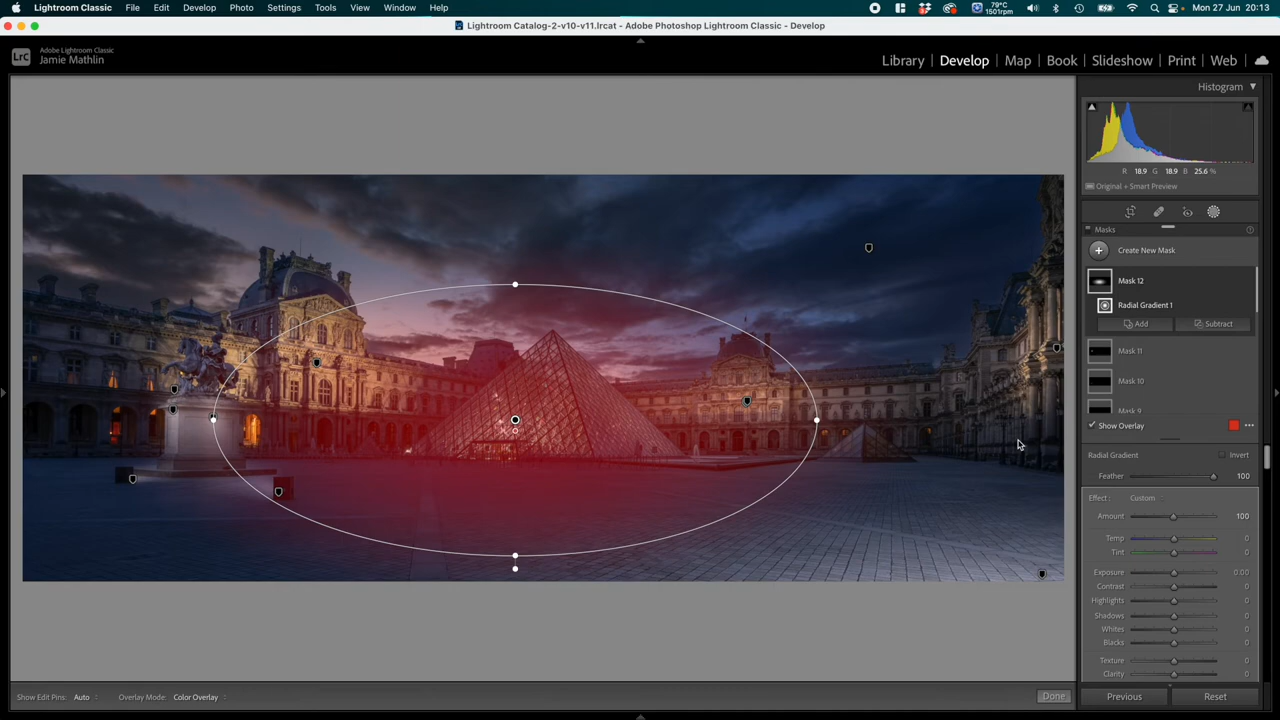 Lightroom Classic File Edit Develop Photo Settings Tools View Window Help 79°C 1501rpm Mon 27 Jun 20:13
Lightroom Catalog-2-v10-v11.lrcat - Adobe Photoshop Lightroom Classic - Develop
LrC Adobe Lightroom Classic
Jamie Mathlin
Library Develop Map Book Slideshow Print Web
Histogram
R 18.9 G 18.9 B 25.6 %
Original + Smart Preview
Masks
Create New Mask
Mask 12
Radial Gradient 1
Add Subtract
Mask 11
Mask 10
Mask 9
Show Overlay
Radial Gradient Invert
Feather 100
Effect : Custom
Amount 100
Temp 0
Tint 0
Exposure 0.00
Contrast 0
Highlights 0
Shadows 0
Whites 0
Blacks 0
Texture 0
Clarity 0
Show Edit Pins: Auto Overlay Mode: Color Overlay Done Previous Reset